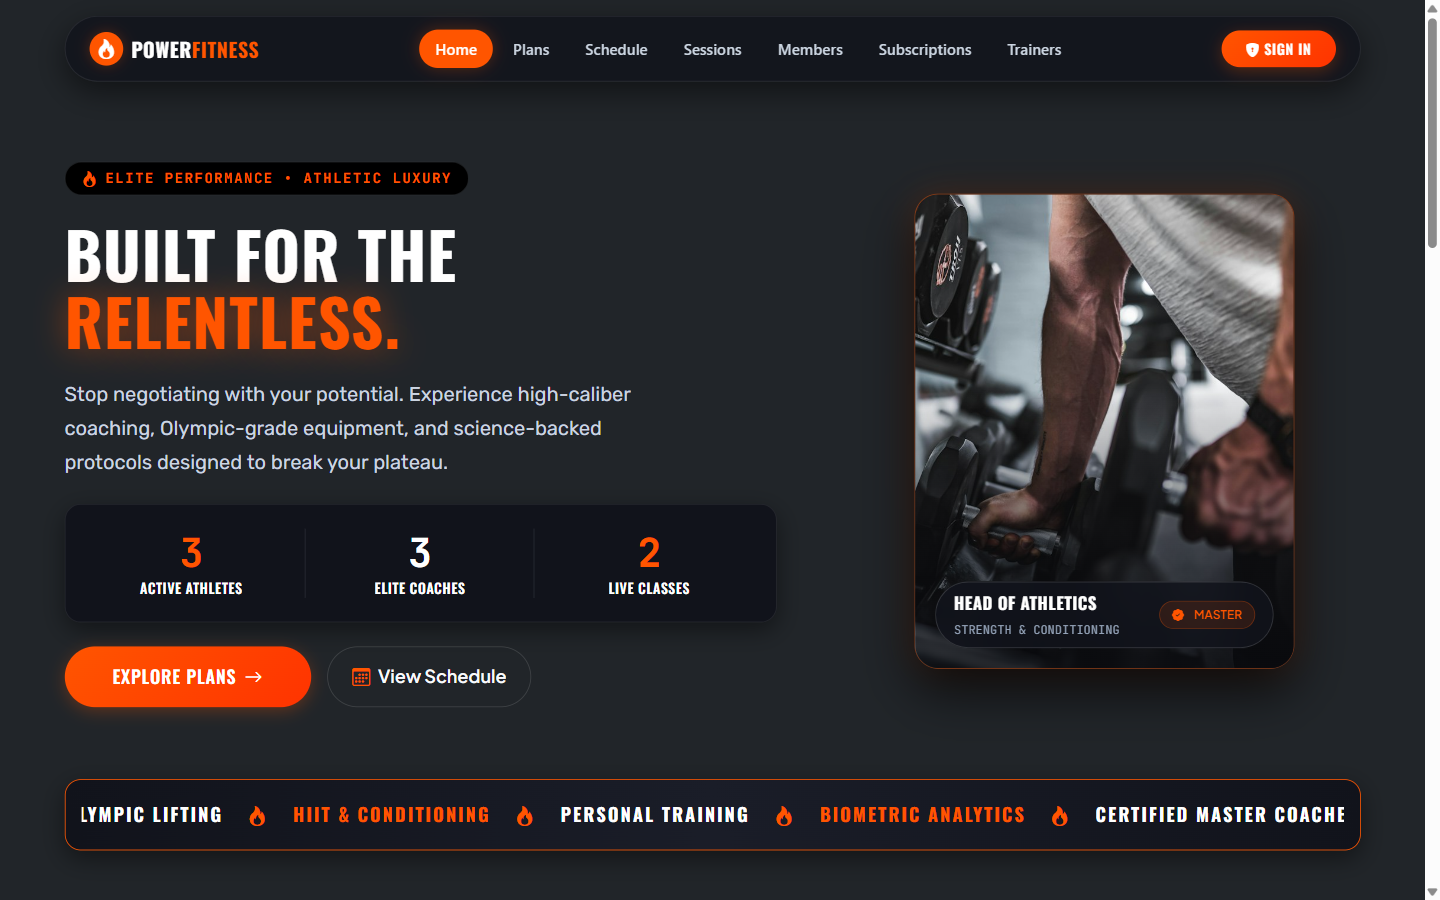 POWERFITNESS
Home
Plans
Schedule
Sessions
Members
Subscriptions
Trainers
SIGN IN
ELITE PERFORMANCE • ATHLETIC LUXURY
BUILT FOR THE
RELENTLESS.
Stop negotiating with your potential. Experience high-caliber
coaching, Olympic-grade equipment, and science-backed
protocols designed to break your plateau.
3
ACTIVE ATHLETES
3
ELITE COACHES
2
LIVE CLASSES
EXPLORE PLANS →
View Schedule
HEAD OF ATHLETICS
STRENGTH & CONDITIONING
MASTER
LYMPIC LIFTING
HIIT & CONDITIONING
PERSONAL TRAINING
BIOMETRIC ANALYTICS
CERTIFIED MASTER COACHE